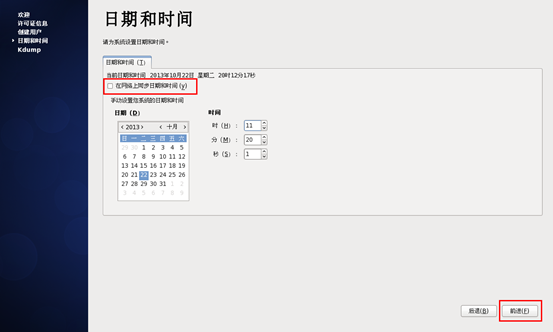 欢迎
许可证信息
创建用户
日期和时间
Kdump
日期和时间
请为系统设置日期和时间。
日期和时间 (T)
当前日期和时间 2013年10月22日 星期二 20时12分17秒
在网络上同步日期和时间(y)
手动设置您系统的日期和时间
日期 (D)
时间
2013
十月
日 一 二 三 四 五 六
29 30 1 2 3 4 5
6 7 8 9 10 11 12
13 14 15 16 17 18 19
20 21 22 23 24 25 26
27 28 29 30 31 1 2
3 4 5 6 7 8 9
时 (H) : 11
分 (M) : 20
秒 (S) : 1
后退(B)
前进(F)